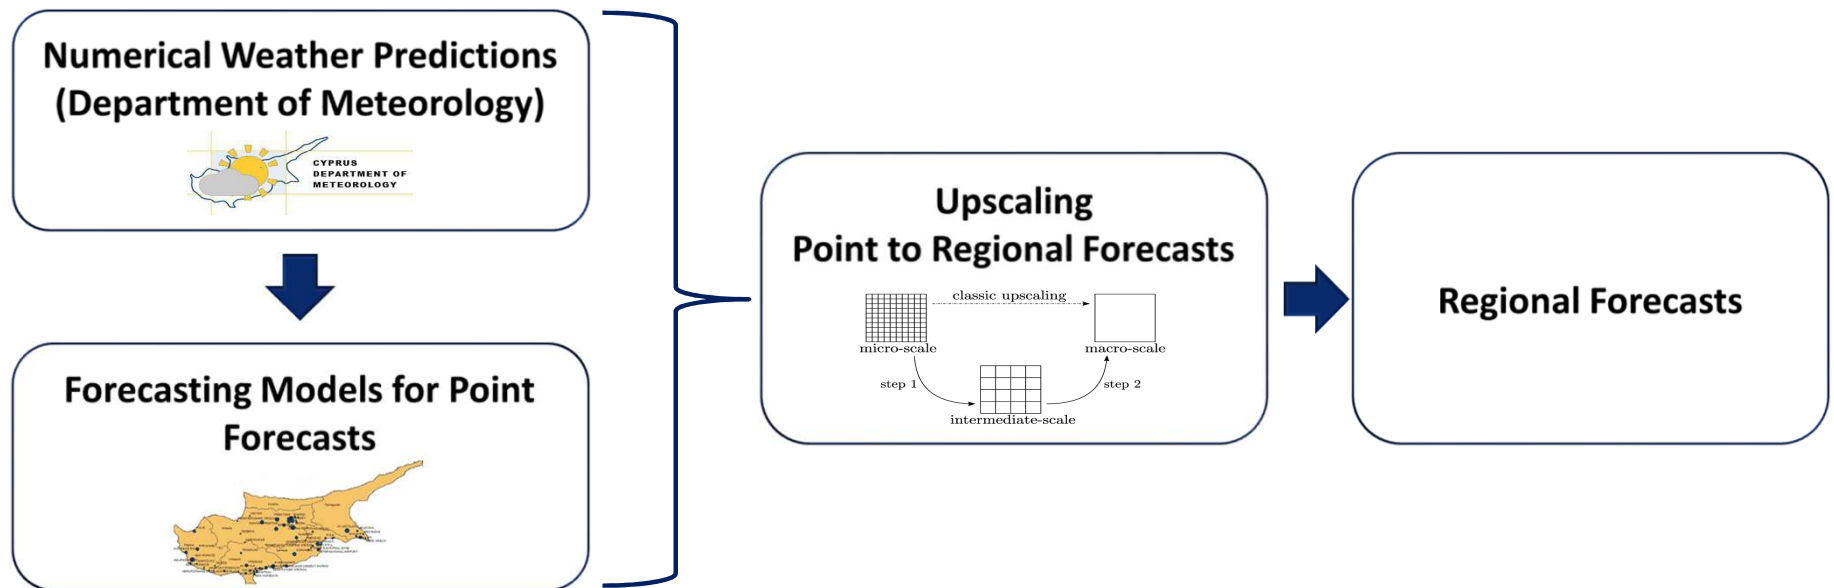 Numerical Weather Predictions
(Department of Meteorology)
CYPRUS
DEPARTMENT OF
METEOROLOGY
Forecasting Models for Point
Forecasts
Upscaling
Point to Regional Forecasts
classic upscaling
micro-scale
macro-scale
step 1
step 2
intermediate-scale
Regional Forecasts